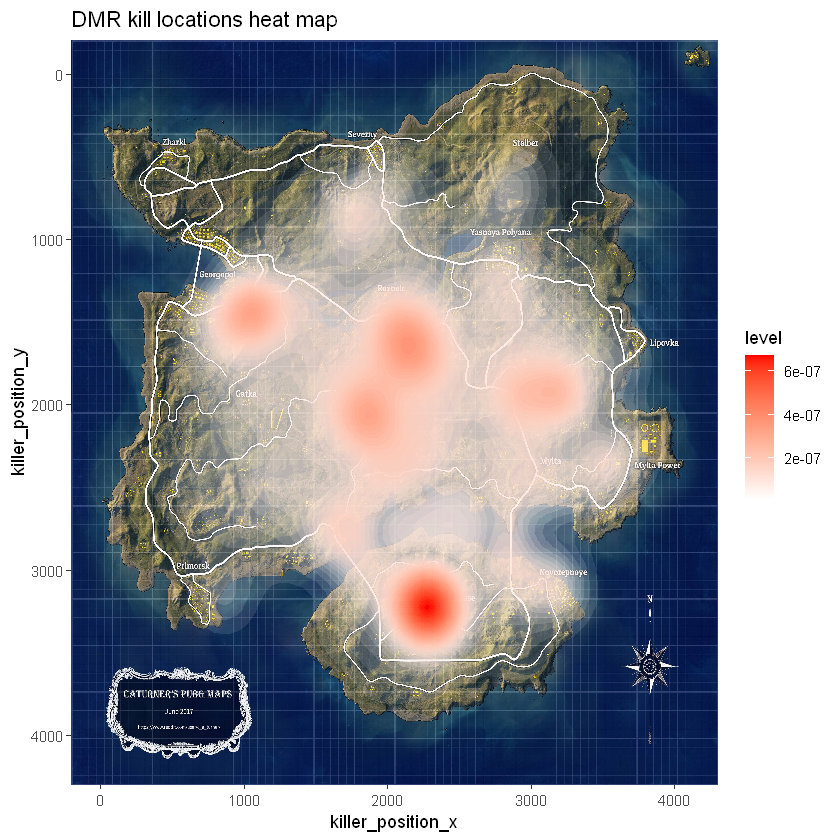 DMR kill locations heat map
0
1000
2000
3000
4000
killer_position_y
Zharki
Severny
Stalber
Yasnaya Polyana
Georgopol
Rozhok
Lipovka
Gatka
Mylta
Mylta Power
Primorsk
Novorepnoye
N
CATURNER'S PUBG MAPS
June 2017
0
1000
2000
3000
4000
killer_position_x
level
6e-07
4e-07
2e-07